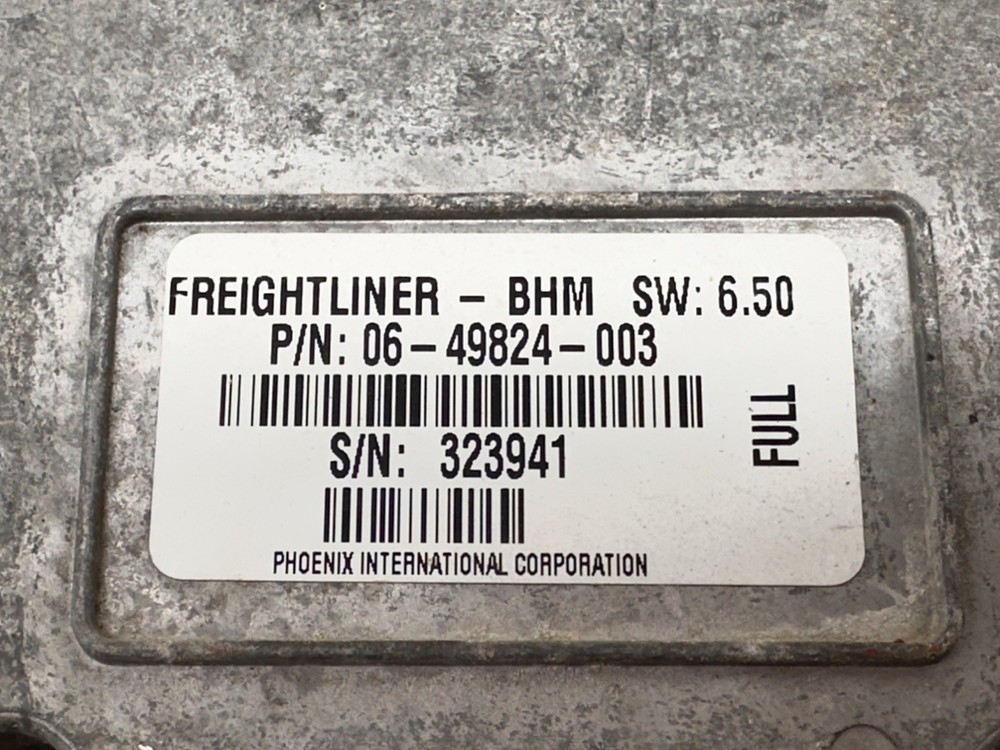 FREIGHTLINER - BHM SW: 6.50
P/N: 06-49824-003
S/N: 323941
FULL
PHOENIX INTERNATIONAL CORPORATION